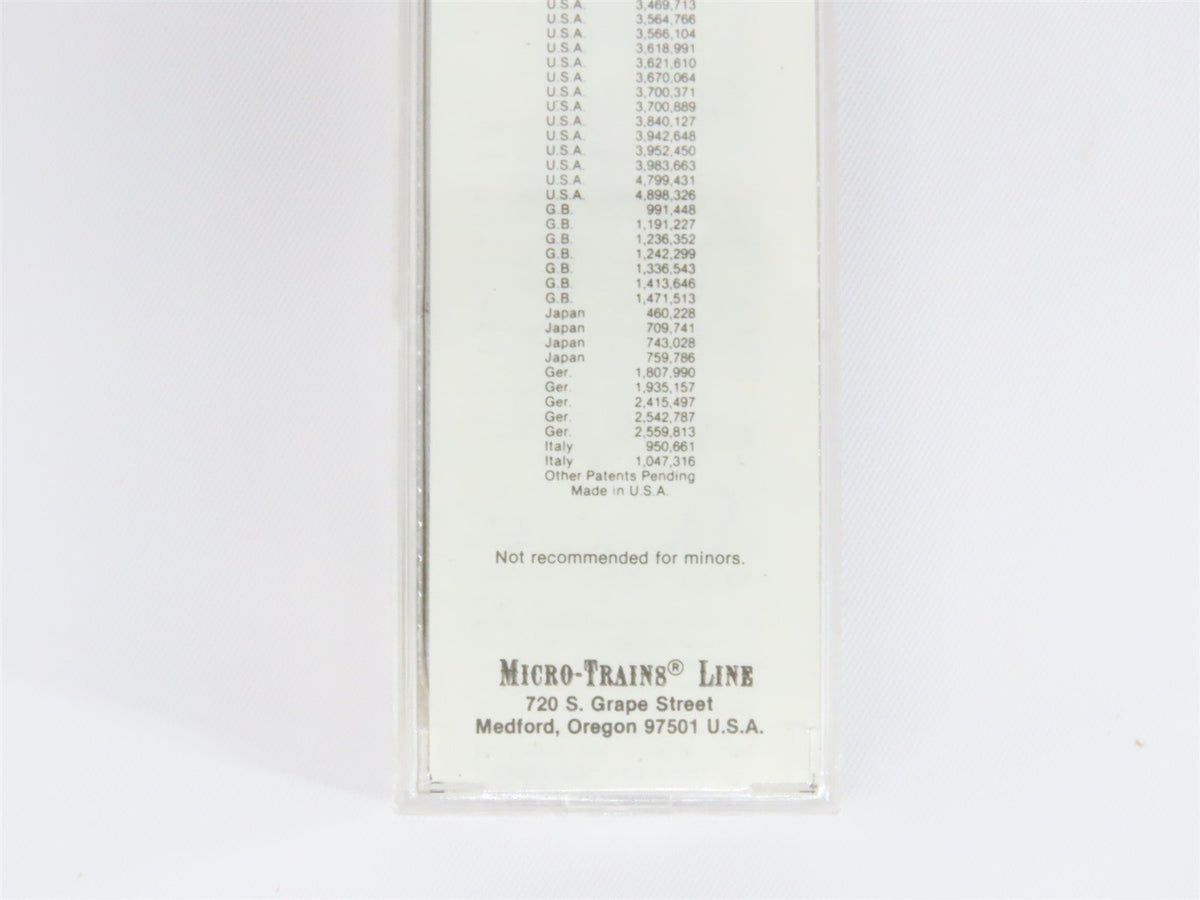 U.S.A. 3,469,713
U.S.A. 3,564,766
U.S.A. 3,566,104
U.S.A. 3,618,991
U.S.A. 3,621,610
U.S.A. 3,670,064
U.S.A. 3,700,371
U.S.A. 3,700,889
U.S.A. 3,840,127
U.S.A. 3,942,648
U.S.A. 3,952,450
U.S.A. 3,983,663
U.S.A. 4,799,431
U.S.A. 4,898,326
G.B. 991,448
G.B. 1,191,227
G.B. 1,236,352
G.B. 1,242,299
G.B. 1,336,543
G.B. 1,413,646
G.B. 1,471,513
Japan 460,228
Japan 709,741
Japan 743,028
Japan 759,786
Ger. 1,807,990
Ger. 1,935,157
Ger. 2,415,497
Ger. 2,542,787
Ger. 2,559,813
Italy 950,661
Italy 1,047,316
Other Patents Pending
Made in U.S.A.
Not recommended for minors.
MICRO-TRAINS® LINE
720 S. Grape Street
Medford, Oregon 97501 U.S.A.